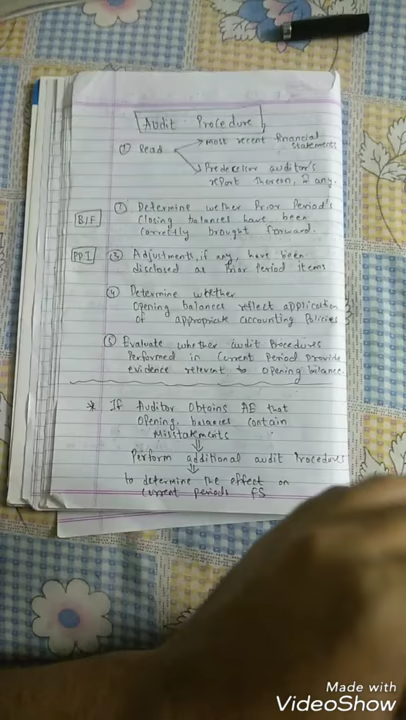 Audit Procedure
① Read
Most recent financial
statements
Predecessor auditor's
report thereon, if any.
② Determine wether Prior Period's
B/F
closing balances have been
correctly brought forward.
PPI
③ Adjustments, if any, have been
disclosed as Prior Period items
④ Determine whether
opening balances reflect application
of appropriate accounting Policies
⑤ Evaluate whether audit Procedures
Performed in current Period Provide
evidence relevent to opening balance.
* If Auditor Obtains AE that
opening balances contain
Misstatements
Perform additional audit Procedures
to determine the effect on
Current periods FS
Made with
VideoShow